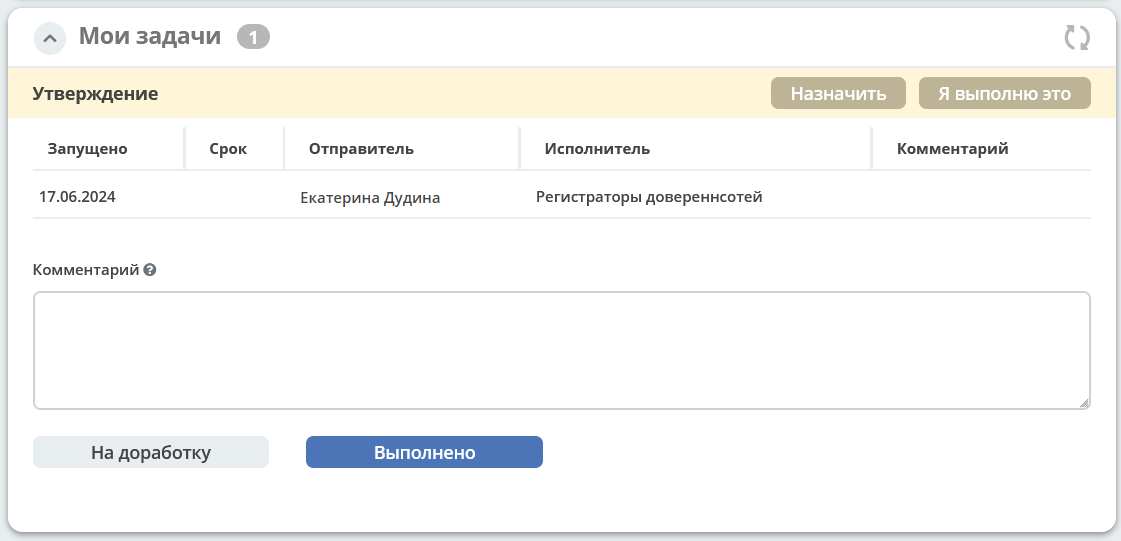 Мои задачи 1
Утверждение Назначить Я выполню это
Запущено Срок Отправитель Исполнитель Комментарий
17.06.2024 Екатерина Дудина Регистраторы довереннсотей
Комментарий ?
На доработку Выполнено